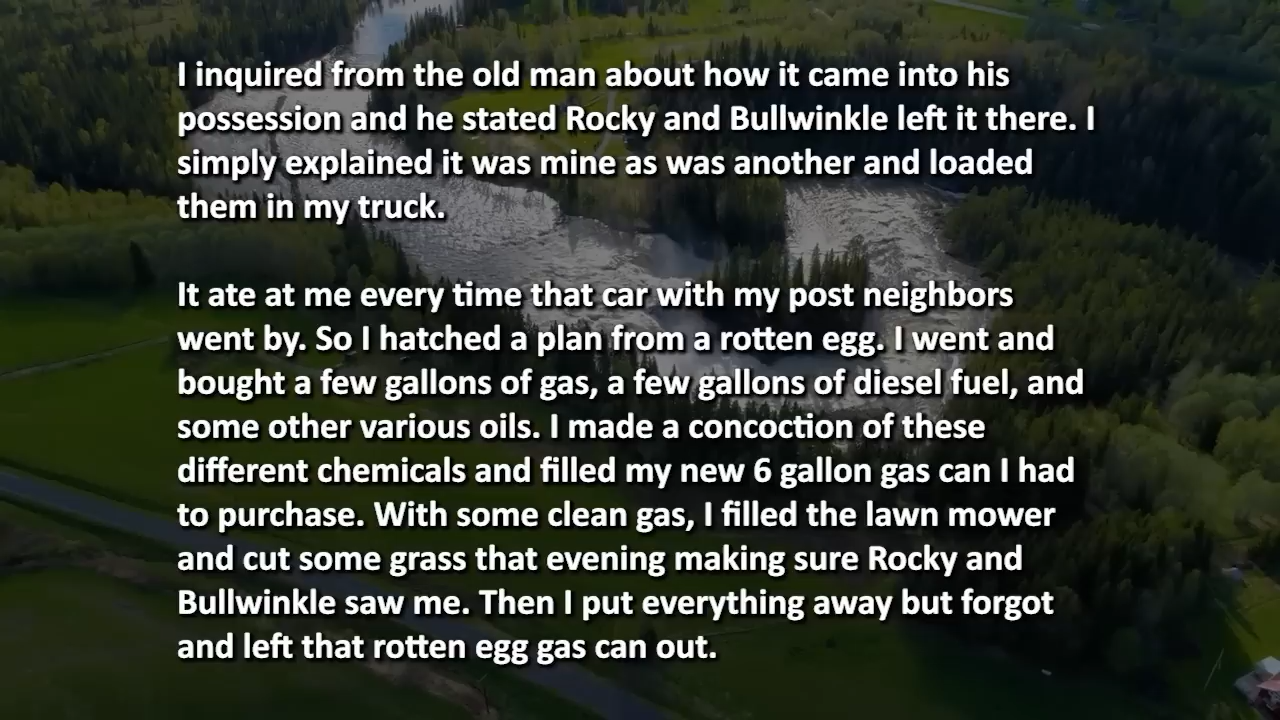 I inquired from the old man about how it came into his
possession and he stated Rocky and Bullwinkle left it there. I
simply explained it was mine as was another and loaded
them in my truck.
It ate at me every time that car with my post neighbors
went by. So I hatched a plan from a rotten egg. I went and
bought a few gallons of gas, a few gallons of diesel fuel, and
some other various oils. I made a concoction of these
different chemicals and filled my new 6 gallon gas can I had
to purchase. With some clean gas, I filled the lawn mower
and cut some grass that evening making sure Rocky and
Bullwinkle saw me. Then I put everything away but forgot
and left that rotten egg gas can out.